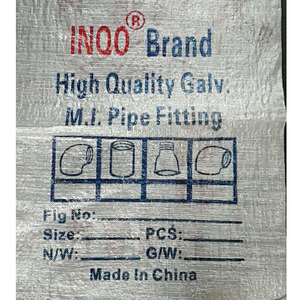 INQO® Brand
High Quality Galv.
M.I. Pipe Fitting
Fig No:
Size: PCS:
N/W: G/W:
Made In China